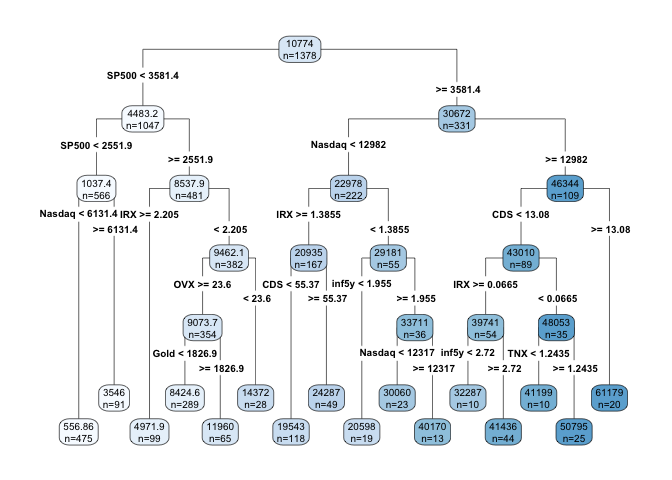 10774
n=1378
SP500 < 3581.4
>= 3581.4
4483.2
n=1047
30672
n=331
SP500 < 2551.9
>= 2551.9
Nasdaq < 12982
>= 12982
1037.4
n=566
8537.9
n=481
22978
n=222
46344
n=109
Nasdaq < 6131.4
>= 6131.4
IRX >= 2.205
< 2.205
IRX >= 1.3855
< 1.3855
CDS < 13.08
>= 13.08
9462.1
n=382
20935
n=167
29181
n=55
43010
n=89
OVX >= 23.6
< 23.6
CDS < 55.37
>= 55.37
inf5y < 1.955
>= 1.955
IRX >= 0.0665
< 0.0665
9073.7
n=354
33711
n=36
39741
n=54
48053
n=35
Gold < 1826.9
>= 1826.9
Nasdaq < 12317
>= 12317
inf5y < 2.72
>= 2.72
TNX < 1.2435
>= 1.2435
3546
n=91
8424.6
n=289
14372
n=28
24287
n=49
30060
n=23
32287
n=10
41199
n=10
61179
n=20
556.86
n=475
4971.9
n=99
11960
n=65
19543
n=118
20598
n=19
40170
n=13
41436
n=44
50795
n=25